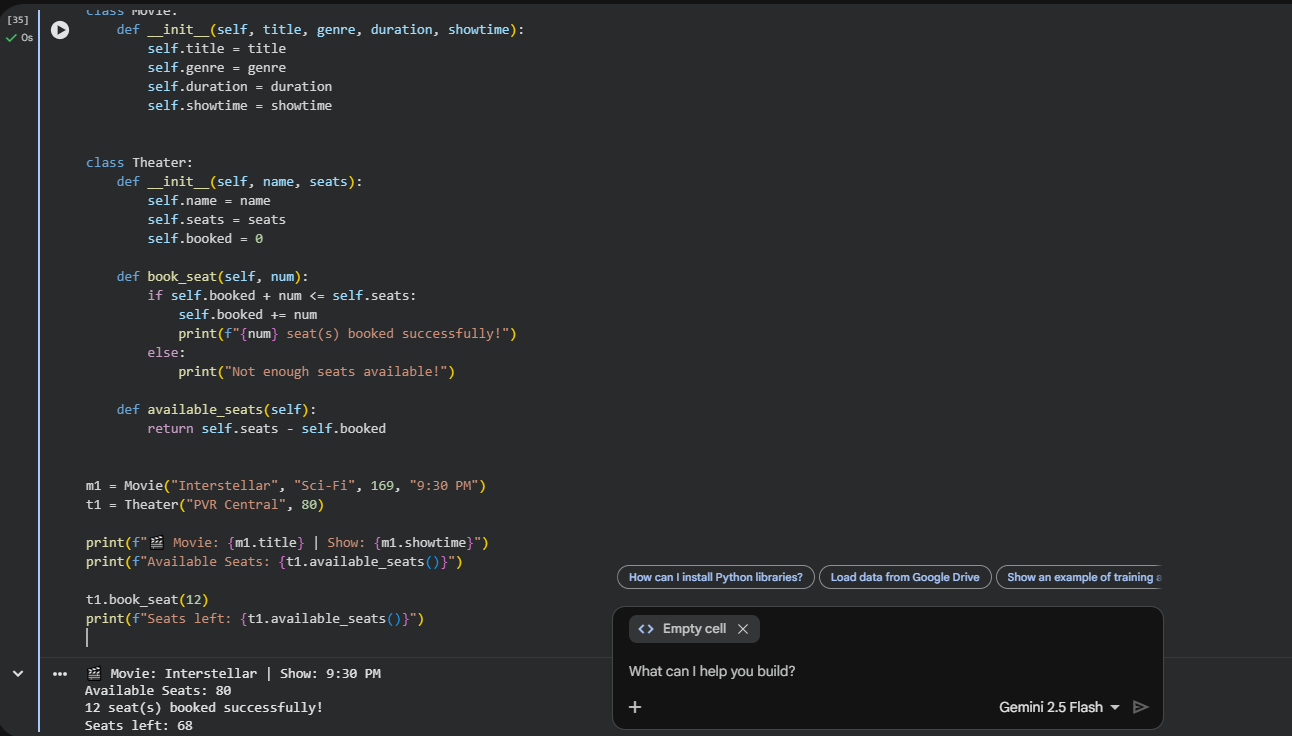 [35]
0s
class Movie:
    def __init__(self, title, genre, duration, showtime):
        self.title = title
        self.genre = genre
        self.duration = duration
        self.showtime = showtime
class Theater:
    def __init__(self, name, seats):
        self.name = name
        self.seats = seats
        self.booked = 0
    def book_seat(self, num):
        if self.booked + num <= self.seats:
            self.booked += num
            print(f"{num} seat(s) booked successfully!")
        else:
            print("Not enough seats available!")
    def available_seats(self):
        return self.seats - self.booked
m1 = Movie("Interstellar", "Sci-Fi", 169, "9:30 PM")
t1 = Theater("PVR Central", 80)
print(f"🎬 Movie: {m1.title} | Show: {m1.showtime}")
print(f"Available Seats: {t1.available_seats()}")
t1.book_seat(12)
print(f"Seats left: {t1.available_seats()}")
🎬 Movie: Interstellar | Show: 9:30 PM
Available Seats: 80
12 seat(s) booked successfully!
Seats left: 68
How can I install Python libraries?
Load data from Google Drive
Show an example of training a
Empty cell
What can I help you build?
Gemini 2.5 Flash